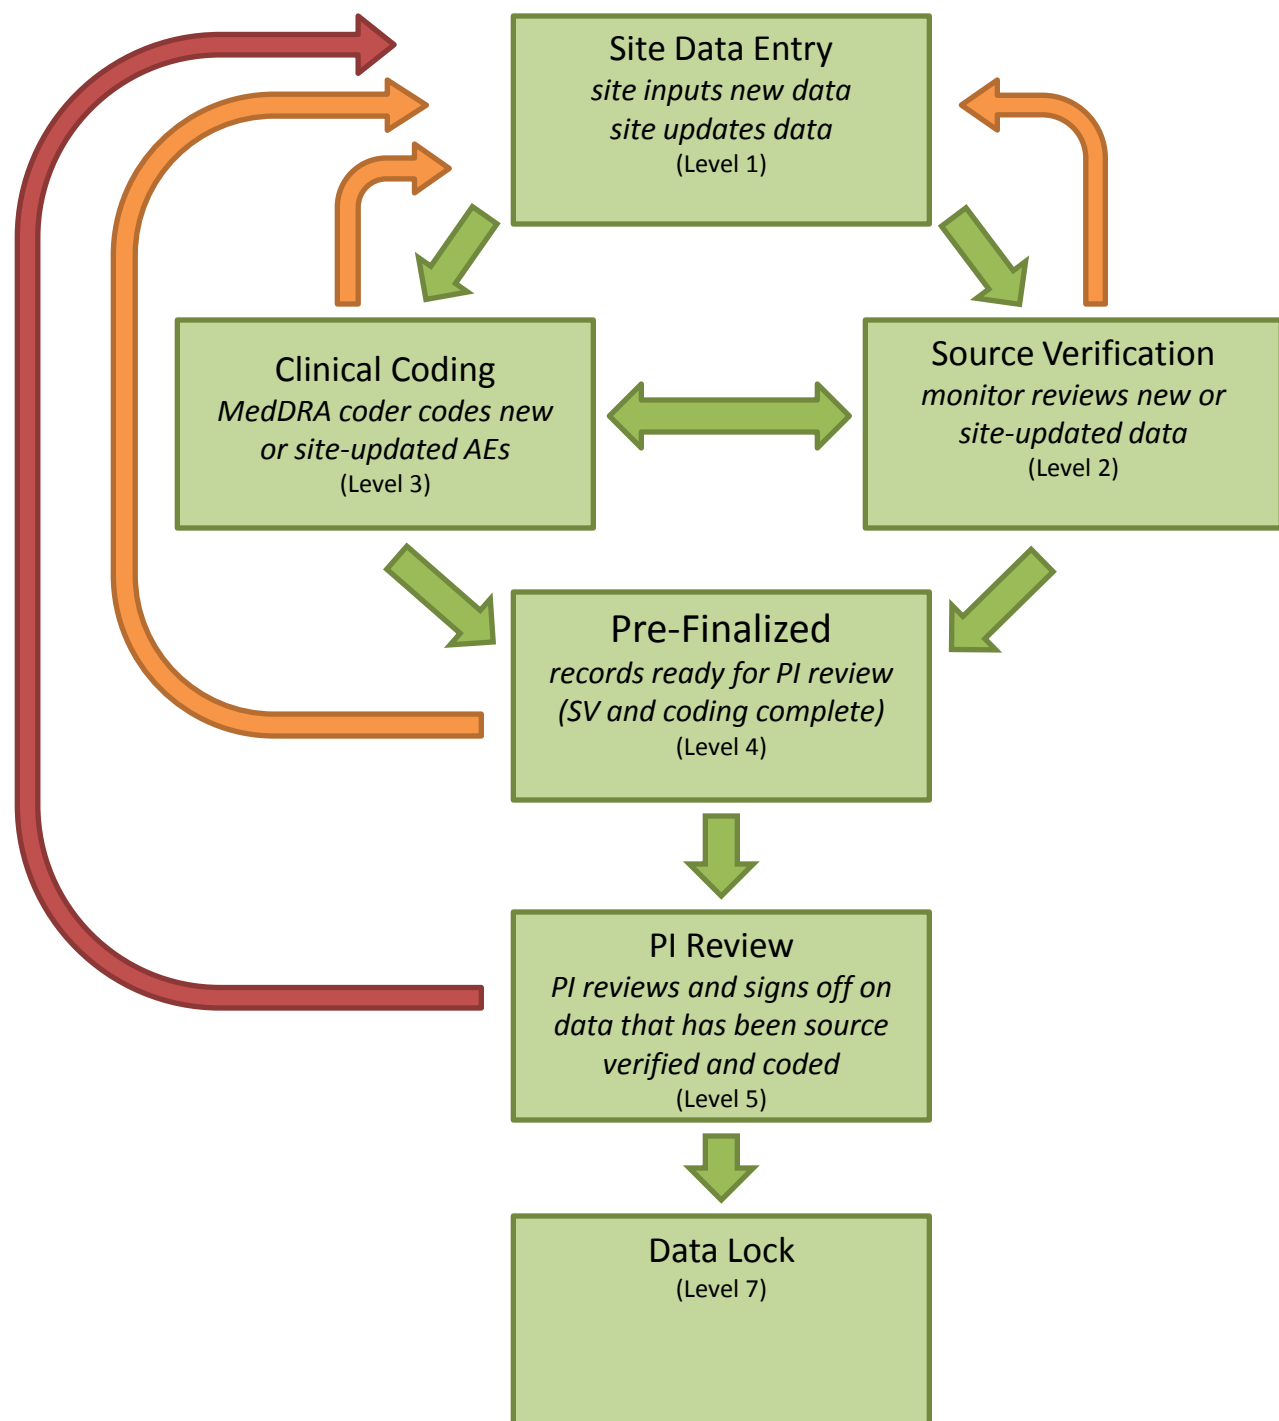 Site Data Entry
site inputs new data
site updates data
(Level 1)
Clinical Coding
MedDRA coder codes new
or site-updated AEs
(Level 3)
Source Verification
monitor reviews new or
site-updated data
(Level 2)
Pre-Finalized
records ready for PI review
(SV and coding complete)
(Level 4)
PI Review
PI reviews and signs off on
data that has been source
verified and coded
(Level 5)
Data Lock
(Level 7)